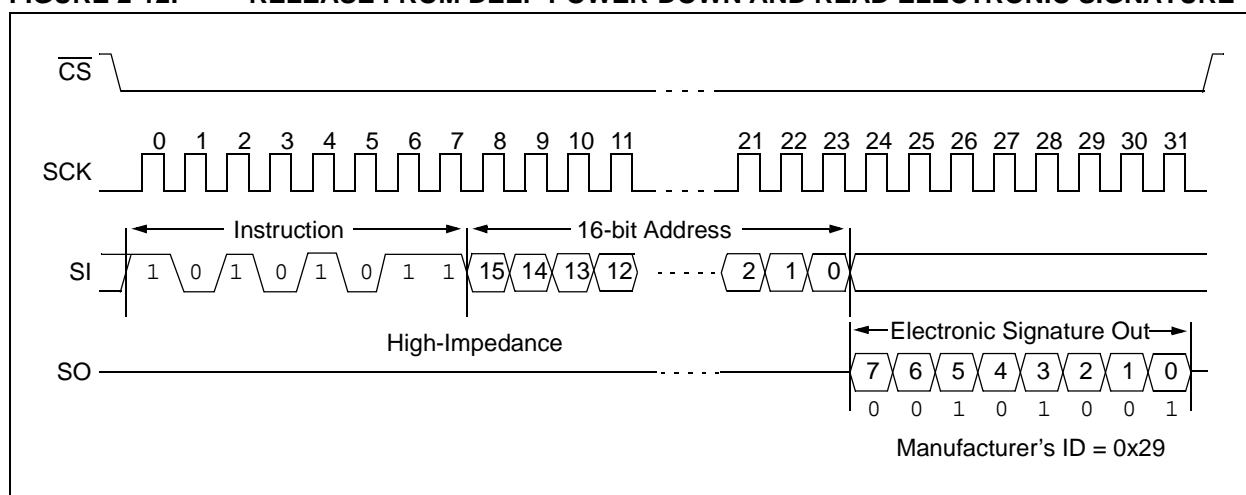 FIGURE 2-12: RELEASE FROM DEEP POWER-DOWN AND READ ELECTRONIC SIGNATURE
CS
0 1 2 3 4 5 6 7 8 9 10 11 21 22 23 24 25 26 27 28 29 30 31
SCK
Instruction 16-bit Address
SI 1 0 1 0 1 0 1 1 15 14 13 12 2 1 0
High-Impedance Electronic Signature Out
SO 7 6 5 4 3 2 1 0
0 0 1 0 1 0 0 1
Manufacturer's ID = 0x29